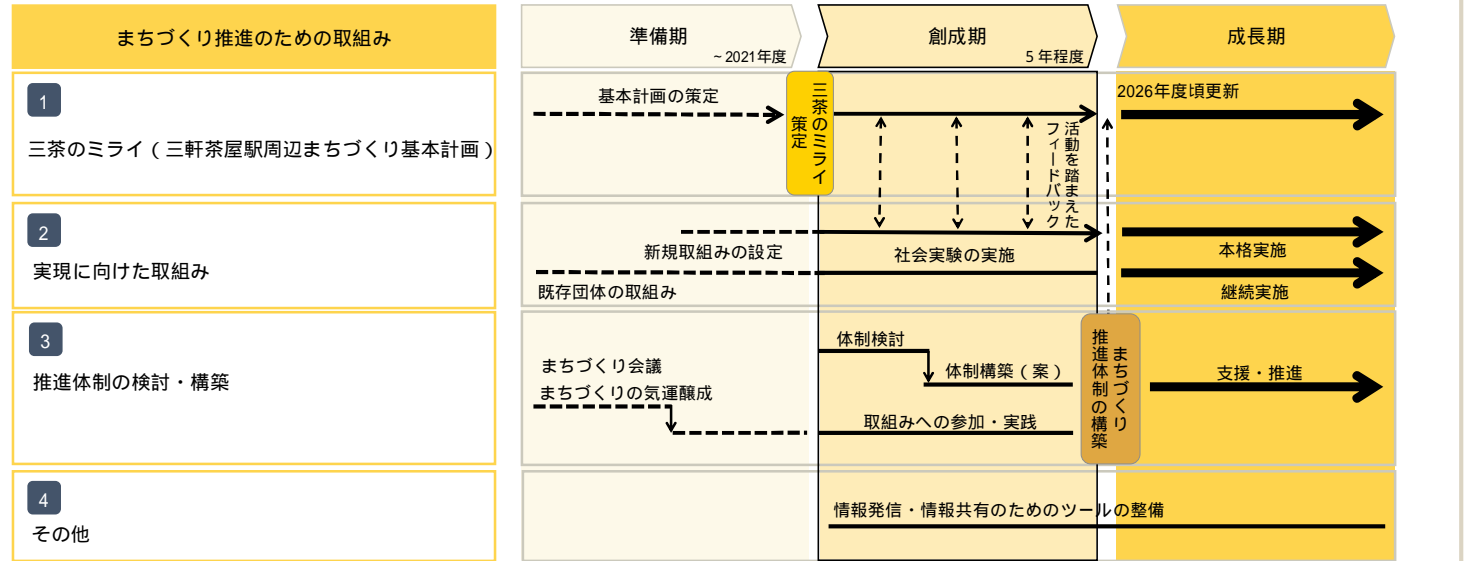 まちづくり推進のための取組み
準備期
~2021年度
創成期
5年程度
成長期
1
三茶のミライ(三軒茶屋駅周辺まちづくり基本計画)
基本計画の策定
三茶のミライ
策定
活動を踏まえた
フィードバック
2026年度頃更新
2
実現に向けた取組み
新規取組みの設定
社会実験の実施
本格実施
既存団体の取組み
継続実施
3
推進体制の検討・構築
まちづくり会議
まちづくりの気運醸成
体制検討
体制構築(案)
取組みへの参加・実践
まちづくり
推進体制の構築
支援・推進
4
その他
情報発信・情報共有のためのツールの整備